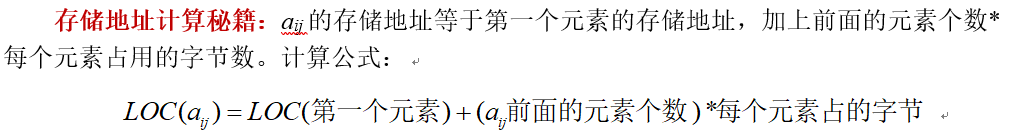 存储地址计算秘籍：aij的存储地址等于第一个元素的存储地址，加上前面的元素个数*
每个元素占用的字节数。计算公式：
LOC(aij)=LOC(第一个元素)+(aij前面的元素个数)*每个元素占的字节